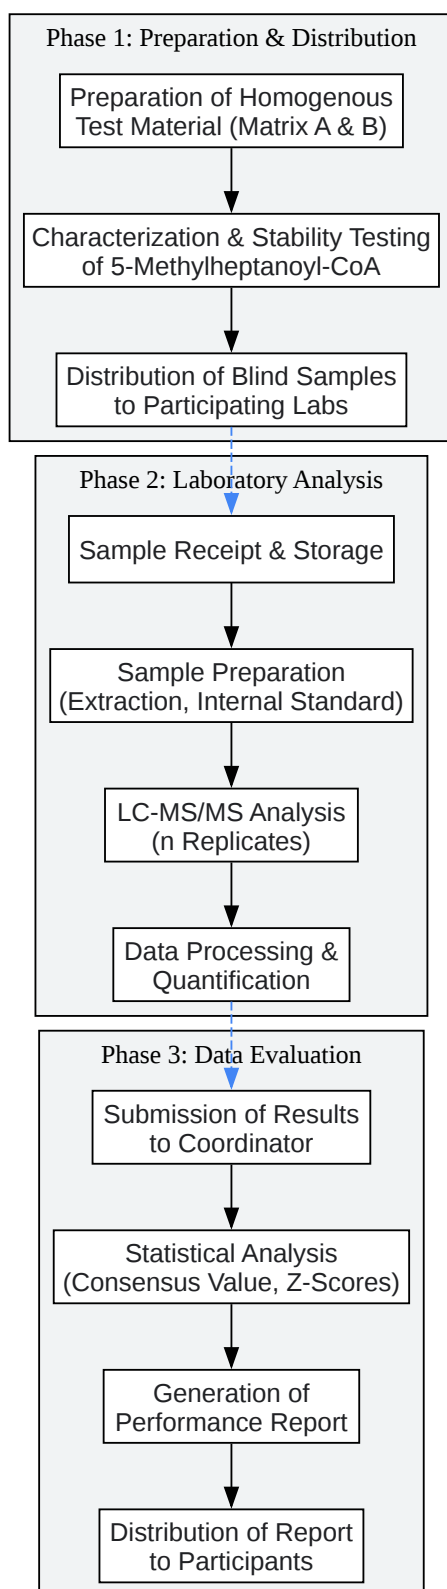 Phase 1: Preparation & Distribution
Preparation of Homogenous
Test Material (Matrix A & B)
Characterization & Stability Testing
of 5-Methylheptanoyl-CoA
Distribution of Blind Samples
to Participating Labs
Phase 2: Laboratory Analysis
Sample Receipt & Storage
Sample Preparation
(Extraction, Internal Standard)
LC-MS/MS Analysis
(n Replicates)
Data Processing &
Quantification
Phase 3: Data Evaluation
Submission of Results
to Coordinator
Statistical Analysis
(Consensus Value, Z-Scores)
Generation of
Performance Report
Distribution of Report
to Participants